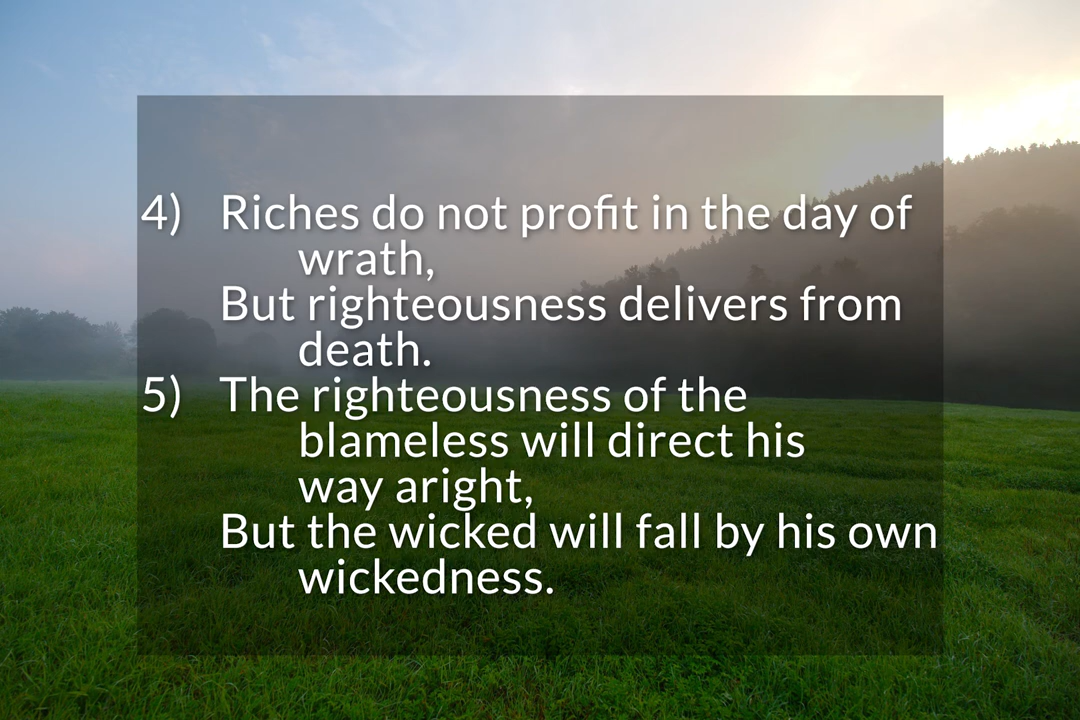 4) Riches do not profit in the day of
wrath,
But righteousness delivers from
death.
5) The righteousness of the
blameless will direct his
way aright,
But the wicked will fall by his own
wickedness.